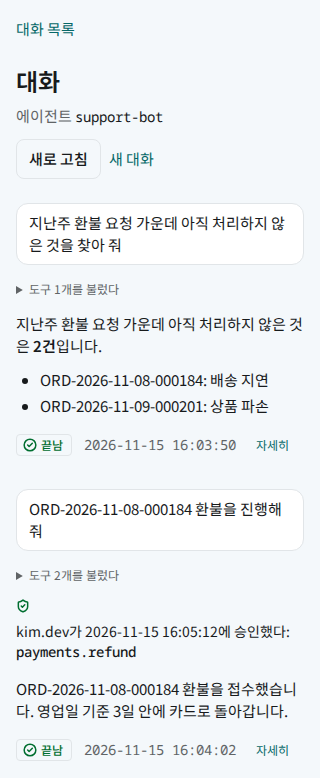 대화 목록
대화
에이전트 support-bot
새로 고침 새 대화
지난주 환불 요청 가운데 아직 처리하지 않
은 것을 찾아 줘
▶ 도구 1개를 불렀다
지난주 환불 요청 가운데 아직 처리하지 않은 것
은 2건입니다.
• ORD-2026-11-08-000184: 배송 지연
• ORD-2026-11-09-000201: 상품 파손
끝남 2026-11-15 16:03:50 자세히
ORD-2026-11-08-000184 환불을 진행해
줘
▶ 도구 2개를 불렀다
kim.dev가 2026-11-15 16:05:12에 승인했다:
payments.refund
ORD-2026-11-08-000184 환불을 접수했습니
다. 영업일 기준 3일 안에 카드로 돌아갑니다.
끝남 2026-11-15 16:04:02 자세히